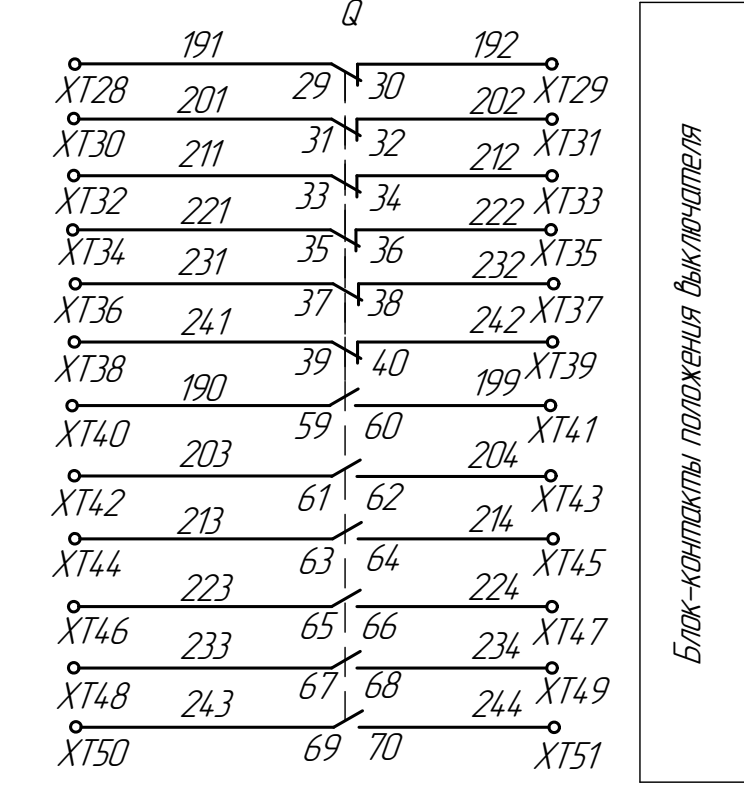 Q
191 192
XT28 29 30 XT29
201 202
XT30 31 32 XT31
211 212
XT32 33 34 XT33
221 222
XT34 35 36 XT35
231 232
XT36 37 38 XT37
241 242
XT38 39 40 XT39
190 199
XT40 59 60 XT41
203 204
XT42 61 62 XT43
213 214
XT44 63 64 XT45
223 224
XT46 65 66 XT47
233 234
XT48 67 68 XT49
243 244
XT50 69 70 XT51
Блок-контакты положения выключателя